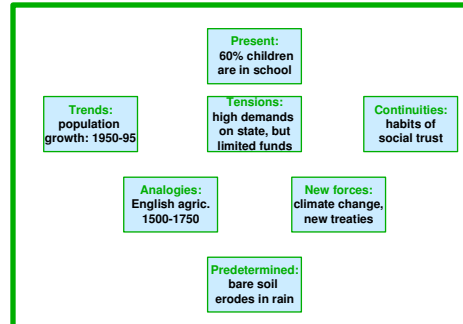 Present:
60% children
are in school
Trends:
population
growth: 1950-95
Tensions:
high demands
on state, but
limited funds
Continuities:
habits of
social trust
Analogies:
English agric.
1500-1750
New forces:
climate change,
new treaties
Predetermined:
bare soil
erodes in rain